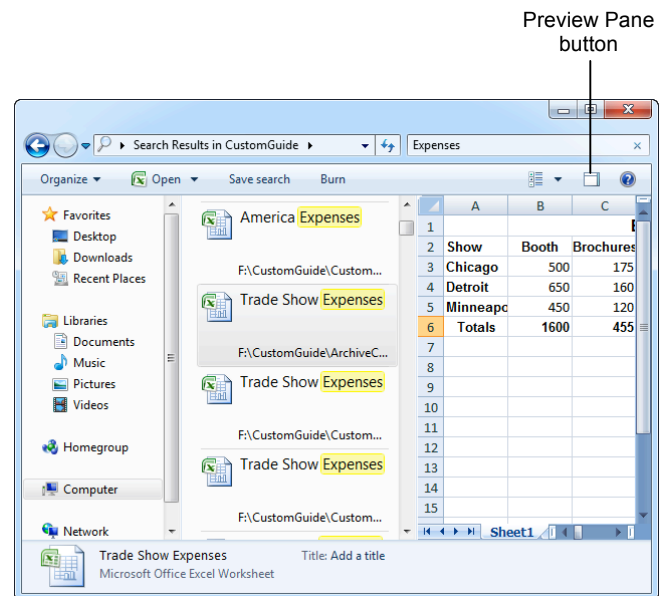 Preview Pane
button
Search Results in CustomGuide
Expenses
Organize
Open
Save search
Burn
Favorites
Desktop
Downloads
Recent Places
Libraries
Documents
Music
Pictures
Videos
Homegroup
Computer
Network
America Expenses
F:\CustomGuide\Custom...
Trade Show Expenses
F:\CustomGuide\ArchiveC...
Trade Show Expenses
F:\CustomGuide\Custom...
Trade Show Expenses
F:\CustomGuide\Custom...
A B C
1
2 Show Booth Brochures
3 Chicago 500 175
4 Detroit 650 160
5 Minneapo 450 120
6 Totals 1600 455
7
8
9
10
11
12
13
14
15
Sheet1
Trade Show Expenses Title: Add a title
Microsoft Office Excel Worksheet